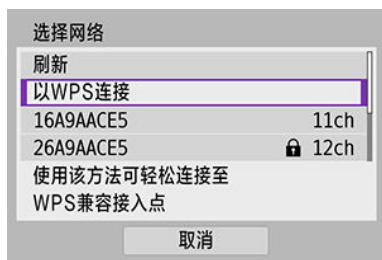 选择网络
刷新
以WPS连接
16A9AACE5 11ch
26A9AACE5 12ch
使用该方法可轻松连接至
WPS兼容接入点
取消